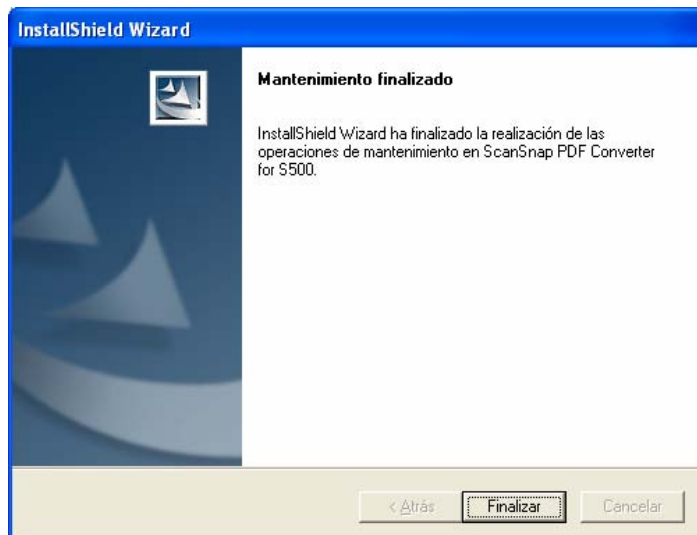 InstallShield Wizard
Mantenimiento finalizado
InstallShield Wizard ha finalizado la realización de las
operaciones de mantenimiento en ScanSnap PDF Converter
for S500.
< Atrás
Finalizar
Cancelar